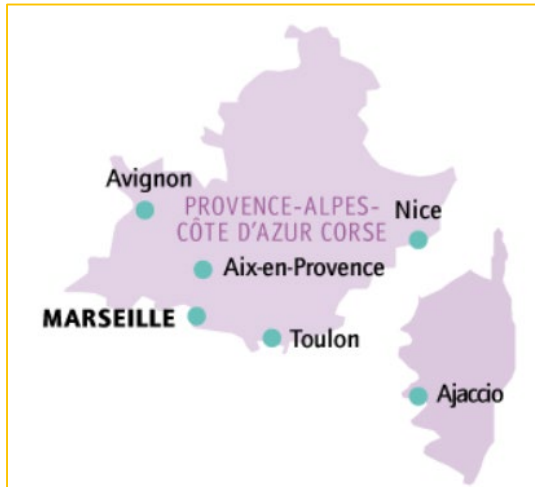 Avignon
PROVENCE-ALPES-
CÔTE D'AZUR CORSE
Nice
Aix-en-Provence
MARSEILLE
Toulon
Ajaccio